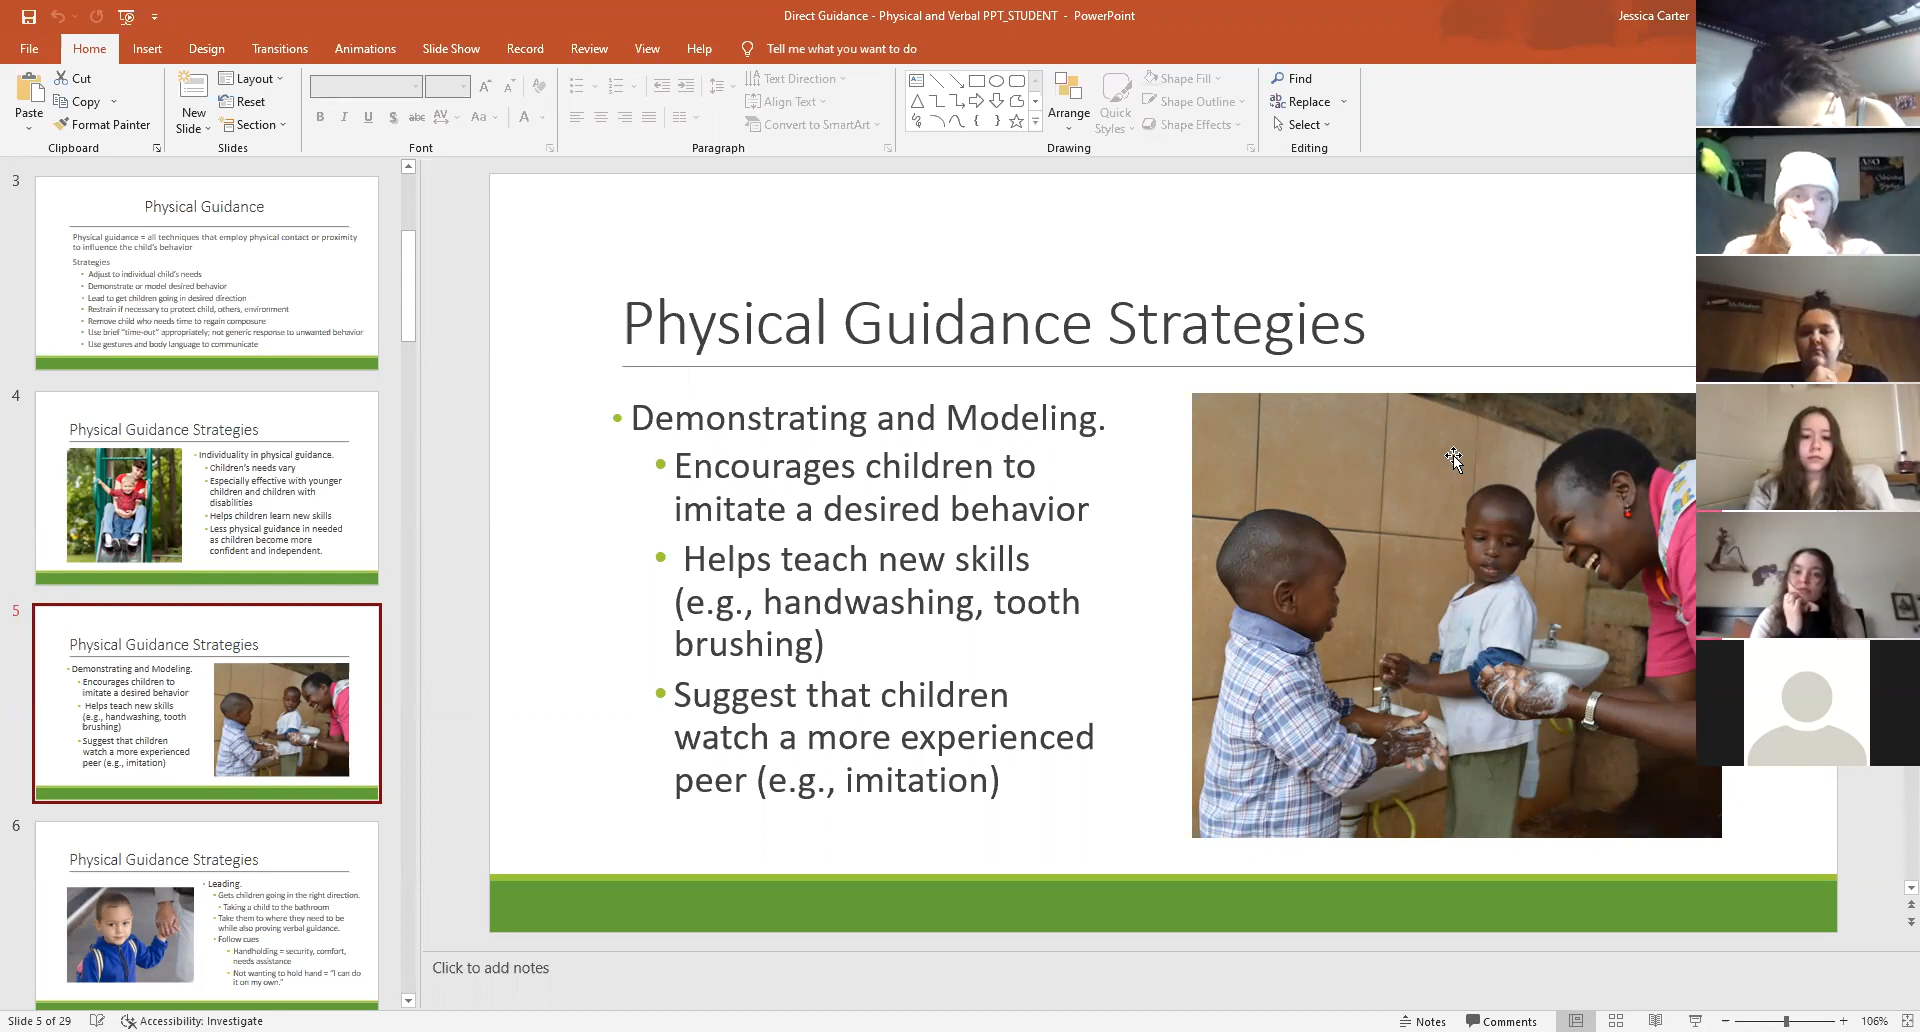 Direct Guidance - Physical and Verbal PPT_STUDENT - PowerPoint
Jessica Carter
File Home Insert Design Transitions Animations Slide Show Record Review View Help Tell me what you want to do
Paste
Cut
Copy
Format Painter
Clipboard
New Slide
Layout
Reset
Section
Slides
B I U S abc AV Aa A
Font
Text Direction
Align Text
Convert to SmartArt
Paragraph
Arrange
Quick Styles
Shape Fill
Shape Outline
Shape Effects
Drawing
Find
Replace
Select
Editing
3
Physical Guidance
Physical guidance = all techniques that employ physical contact or proximity
to influence the child's behavior
Strategies
• Adjust to individual child's needs
• Demonstrate or model desired behavior
• Lead to get children going in desired direction
• Restrain if necessary to protect child, others, environment
• Remove child who needs time to regain composure
• Use brief "time-out" appropriately; not generic response to unwanted behavior
• Use gestures and body language to communicate
4
Physical Guidance Strategies
• Individuality in physical guidance.
• Children's needs vary
• Especially effective with younger
children and children with
disabilities
• Helps children learn new skills
• Less physical guidance in needed
as children become more
confident and independent.
5
Physical Guidance Strategies
• Demonstrating and Modeling.
• Encourages children to
imitate a desired behavior
• Helps teach new skills
(e.g., handwashing, tooth
brushing)
• Suggest that children
watch a more experienced
peer (e.g., imitation)
6
Physical Guidance Strategies
• Leading.
• Gets children going in the right direction.
• Taking a child to the bathroom
• Take them to where they need to be
while also proving verbal guidance.
• Follow cues
• Handholding = security, comfort,
needs assistance
• Not wanting to hold hand = "I can do
it on my own."
Physical Guidance Strategies
• Demonstrating and Modeling.
• Encourages children to
imitate a desired behavior
• Helps teach new skills
(e.g., handwashing, tooth
brushing)
• Suggest that children
watch a more experienced
peer (e.g., imitation)
ASO
Click to add notes
Slide 5 of 29
Accessibility: Investigate
Notes
Comments
106%